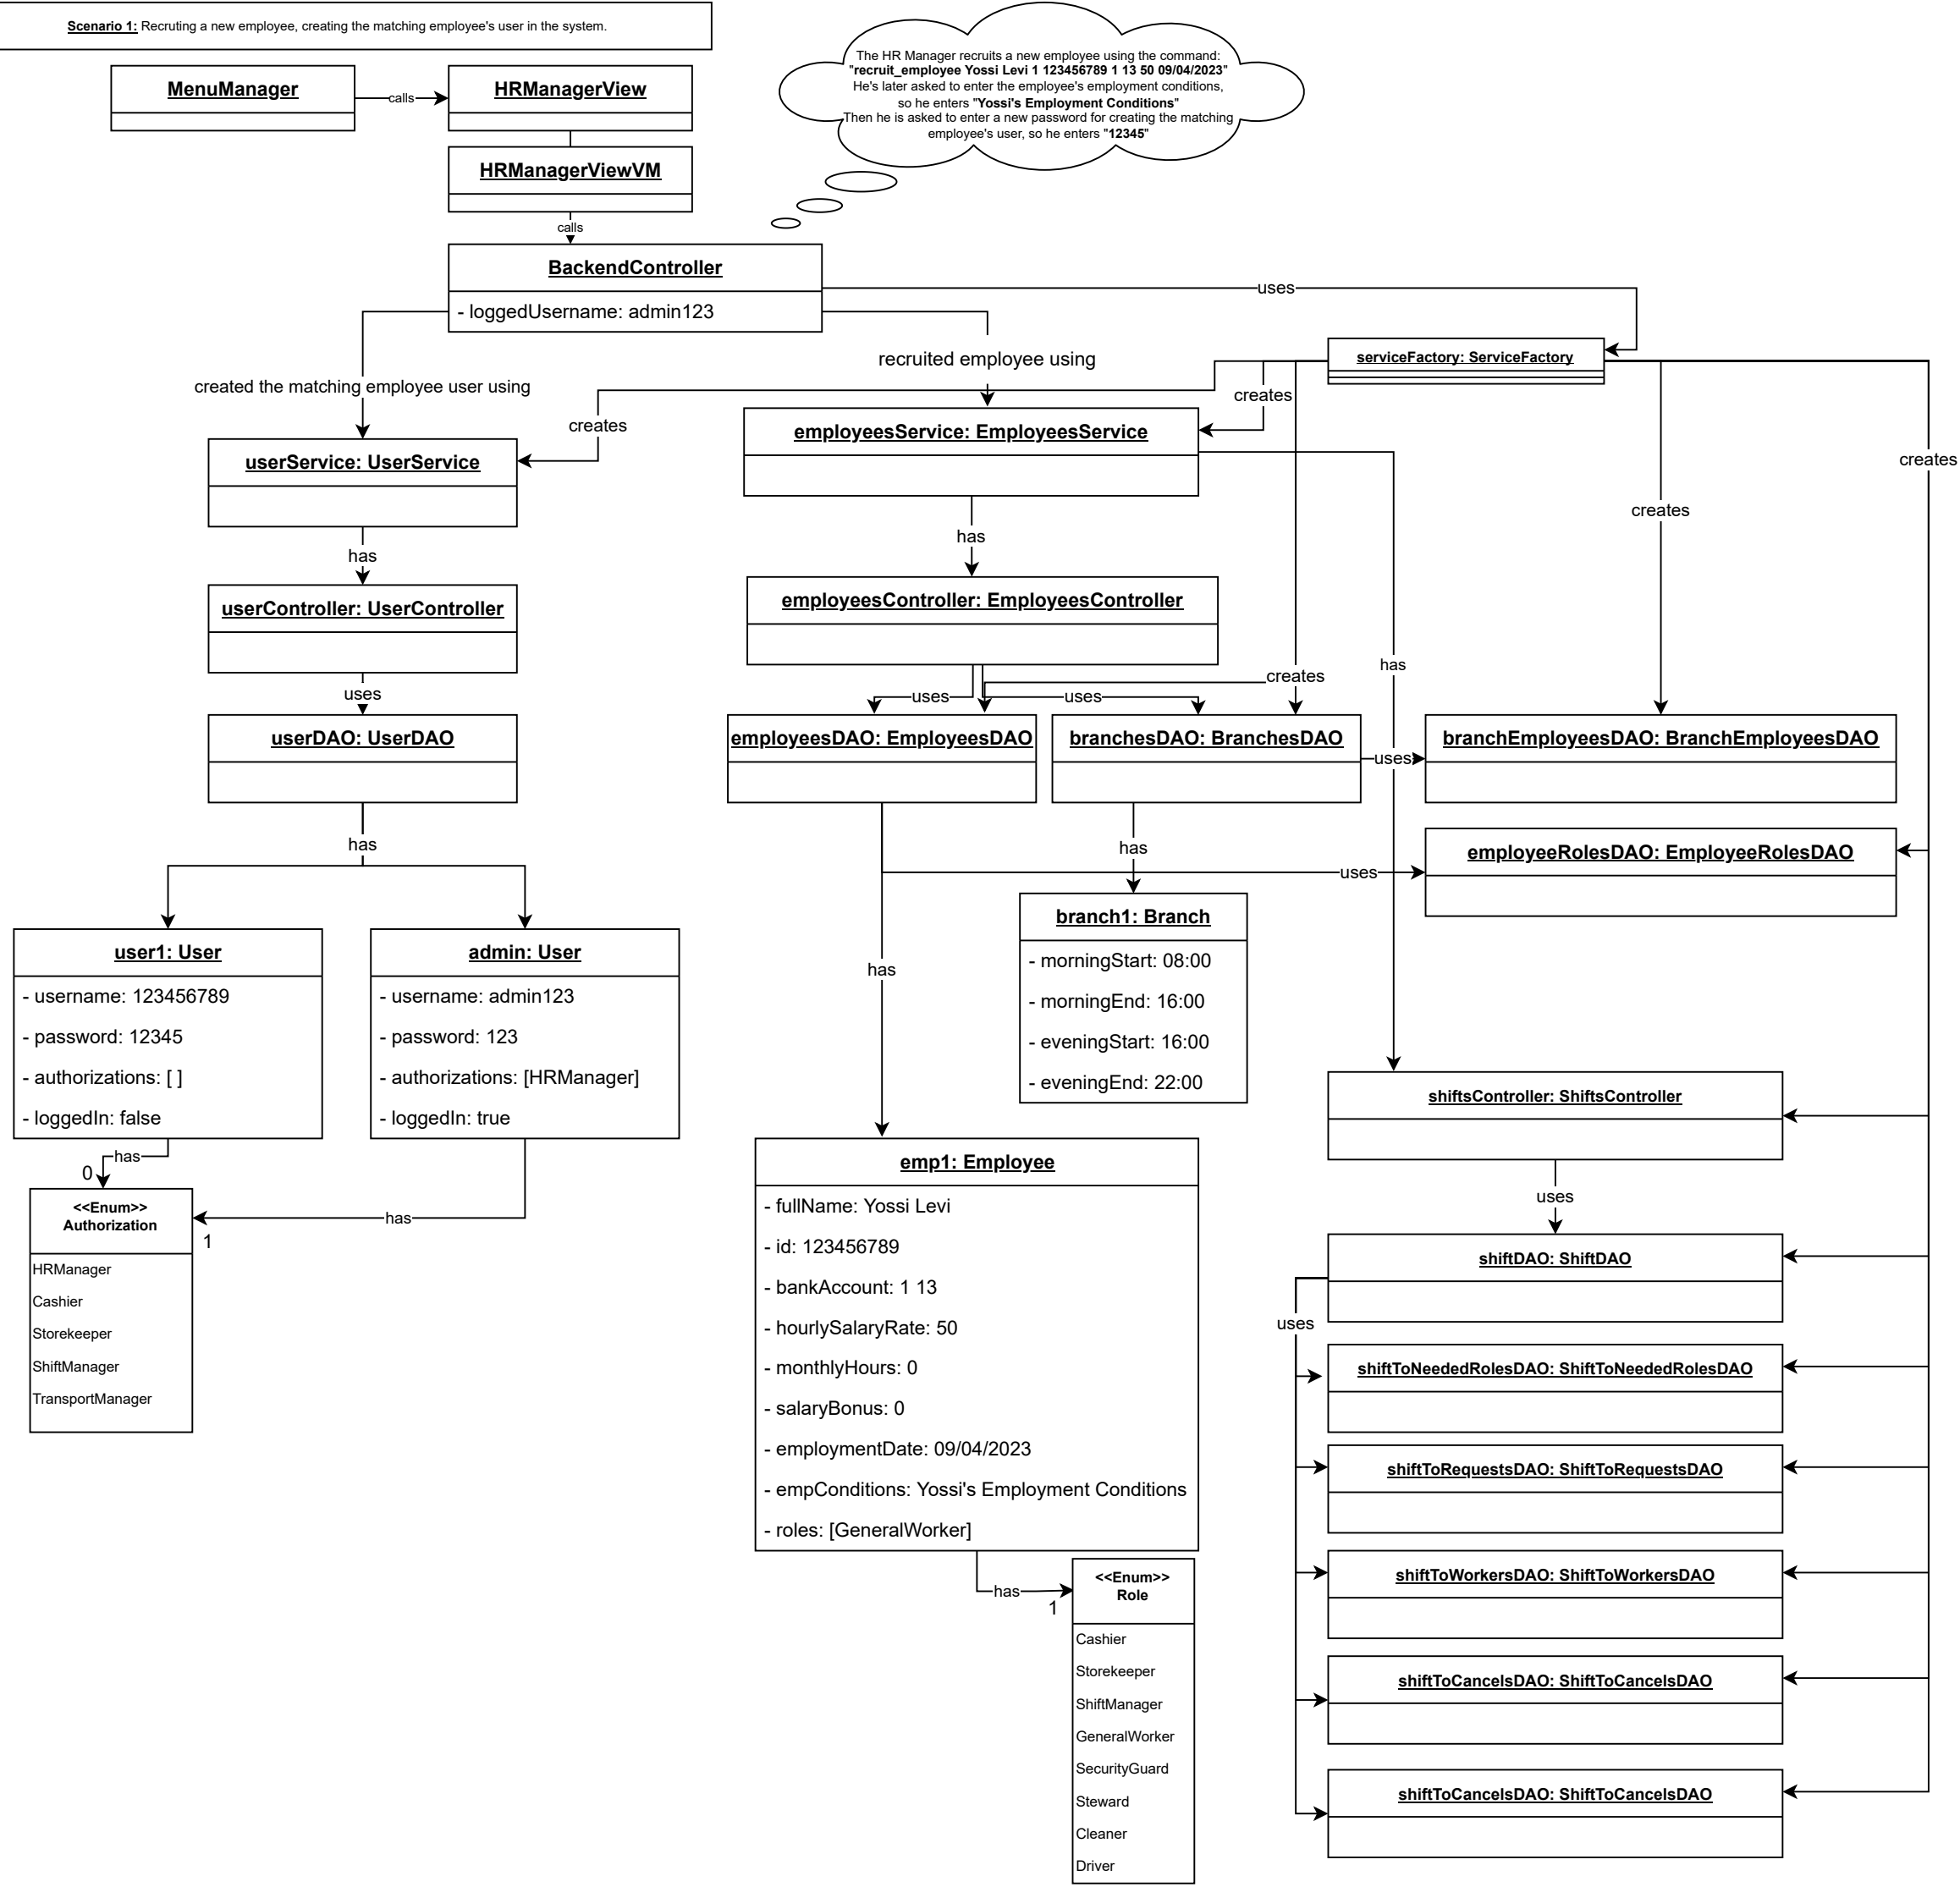 Scenario 1: Recruting a new employee, creating the matching employee's user in the system.
The HR Manager recruits a new employee using the command:
"recruit_employee Yossi Levi 1 123456789 1 13 50 09/04/2023"
He's later asked to enter the employee's employment conditions,
so he enters "Yossi's Employment Conditions"
Then he is asked to enter a new password for creating the matching
employee's user, so he enters "12345"
MenuManager
calls
HRManagerView
HRManagerViewVM
calls
BackendController
- loggedUsername: admin123
uses
recruited employee using
created the matching employee user using
serviceFactory: ServiceFactory
creates
creates
creates
creates
employeesService: EmployeesService
userService: UserService
has
has
has
employeesController: EmployeesController
userController: UserController
uses
uses
uses
creates
userDAO: UserDAO
employeesDAO: EmployeesDAO
branchesDAO: BranchesDAO
uses
branchEmployeesDAO: BranchEmployeesDAO
has
has
uses
employeeRolesDAO: EmployeeRolesDAO
branch1: Branch
- morningStart: 08:00
- morningEnd: 16:00
- eveningStart: 16:00
- eveningEnd: 22:00
user1: User
- username: 123456789
- password: 12345
- authorizations: [ ]
- loggedIn: false
admin: User
- username: admin123
- password: 123
- authorizations: [HRManager]
- loggedIn: true
has
has
0
has
1
<<Enum>>
Authorization
HRManager
Cashier
Storekeeper
ShiftManager
TransportManager
emp1: Employee
- fullName: Yossi Levi
- id: 123456789
- bankAccount: 1 13
- hourlySalaryRate: 50
- monthlyHours: 0
- salaryBonus: 0
- employmentDate: 09/04/2023
- empConditions: Yossi's Employment Conditions
- roles: [GeneralWorker]
has
1
<<Enum>>
Role
Cashier
Storekeeper
ShiftManager
GeneralWorker
SecurityGuard
Steward
Cleaner
Driver
shiftsController: ShiftsController
uses
shiftDAO: ShiftDAO
uses
shiftToNeededRolesDAO: ShiftToNeededRolesDAO
shiftToRequestsDAO: ShiftToRequestsDAO
shiftToWorkersDAO: ShiftToWorkersDAO
shiftToCancelsDAO: ShiftToCancelsDAO
shiftToCancelsDAO: ShiftToCancelsDAO